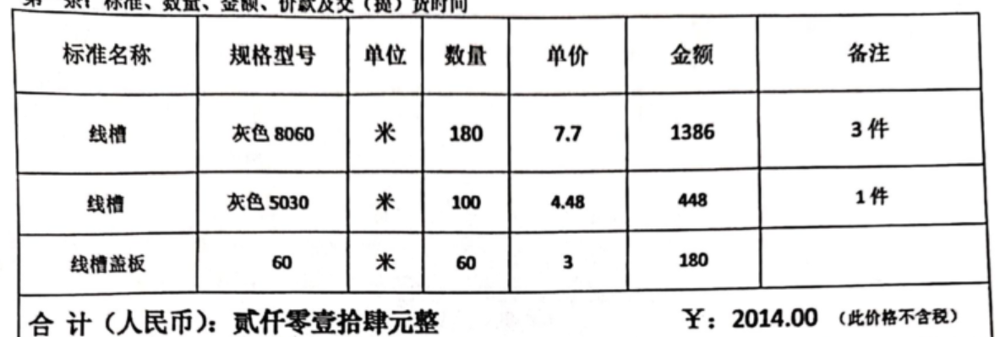 条：标准、数量、金额、价款及交（提）货时间
标准名称 规格型号 单位 数量 单价 金额 备注
线槽 灰色 8060 米 180 7.7 1386 3 件
线槽 灰色 5030 米 100 4.48 448 1 件
线槽盖板 60 米 60 3 180
合 计（人民币）：贰仟零壹拾肆元整 ￥：2014.00 （此价格不含税）